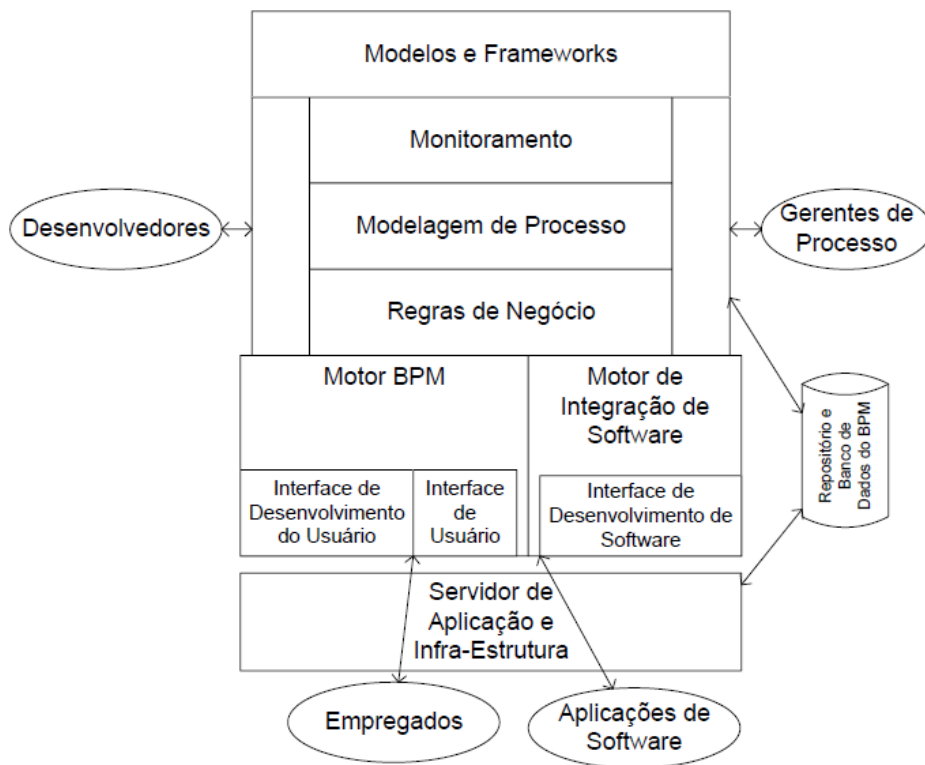 Modelos e Frameworks
Monitoramento
Desenvolvedores
Modelagem de Processo
Gerentes de
Processo
Regras de Negócio
Motor BPM
Motor de
Integração de
Software
Repositório e
Banco de
Dados do BPM
Interface de
Desenvolvimento
do Usuário
Interface
de
Usuário
Interface de
Desenvolvimento de
Software
Servidor de
Aplicação e
Infra-Estrutura
Empregados
Aplicações de
Software